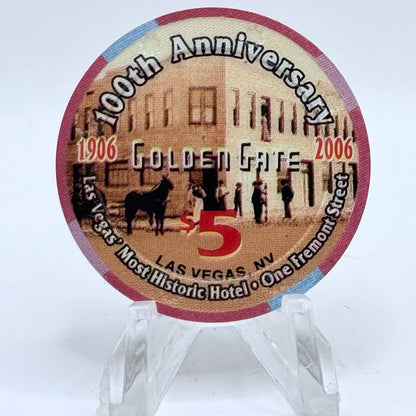 100th Anniversary
1906 2006
GOLDEN GATE
$5
LAS VEGAS, NV
Las Vegas' Most Historic Hotel • One Fremont Street